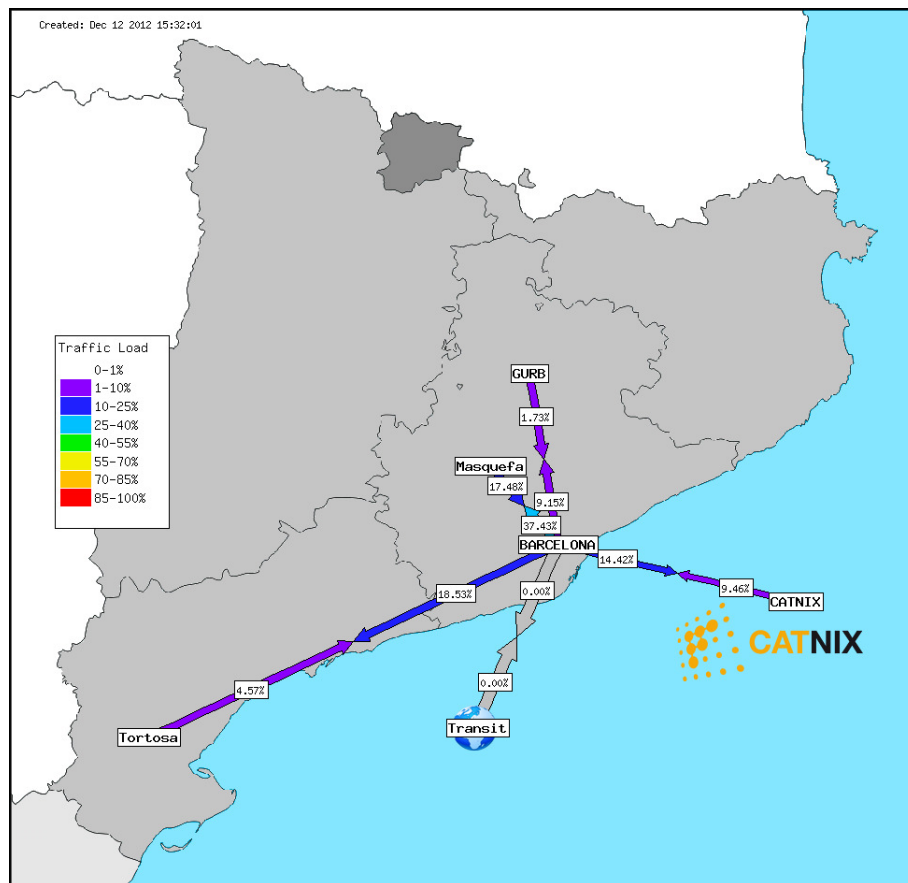 Created: Dec 12 2012 15:32:01
Traffic Load
0-1%
1-10%
10-25%
25-40%
40-55%
55-70%
70-85%
85-100%
GURB
1.73%
Masquefa
17.48%
9.15%
37.43%
BARCELONA
14.42%
18.53%
0.00%
9.46%
CATNIX
CATNIX
0.00%
4.57%
Transit
Tortosa